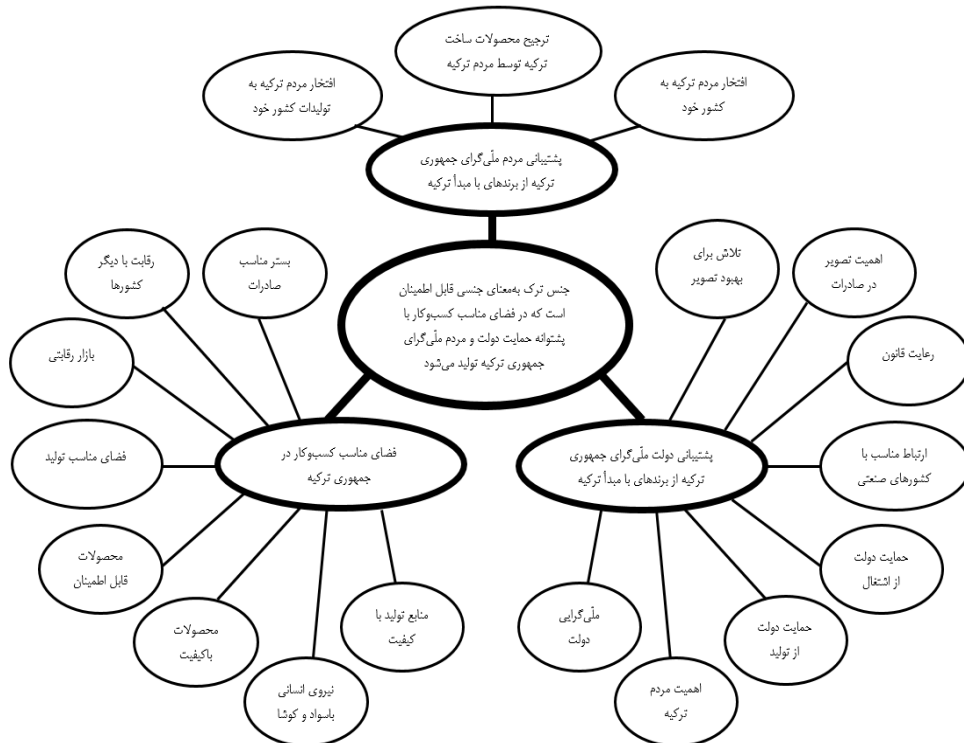 ترجیح محصولات ساخت
ترکیه توسط مردم ترکیه
افتخار مردم ترکیه به
کشور خود
افتخار مردم ترکیه به
تولیدات کشور خود
پشتیبانی مردم ملّی‌گرای جمهوری
ترکیه از برندهای با مبدأ ترکیه
جنس ترک به‌معنای جنسی قابل اطمینان
است که در فضای مناسب کسب‌وکار با
پشتوانه حمایت دولت و مردم ملّی‌گرای
جمهوری ترکیه تولید می‌شود
اهمیت تصویر
در صادرات
تلاش برای
بهبود تصویر
رعایت قانون
ارتباط مناسب با
کشورهای صنعتی
پشتیبانی دولت ملّی‌گرای جمهوری
ترکیه از برندهای با مبدأ ترکیه
حمایت دولت
از اشتغال
حمایت دولت
از تولید
اهمیت مردم
ترکیه
ملّی‌گرایی
دولت
بستر مناسب
صادرات
رقابت با دیگر
کشورها
بازار رقابتی
فضای مناسب کسب‌وکار در
جمهوری ترکیه
فضای مناسب تولید
محصولات
قابل اطمینان
محصولات
باکیفیت
نیروی انسانی
باسواد و کوشا
منابع تولید با
کیفیت